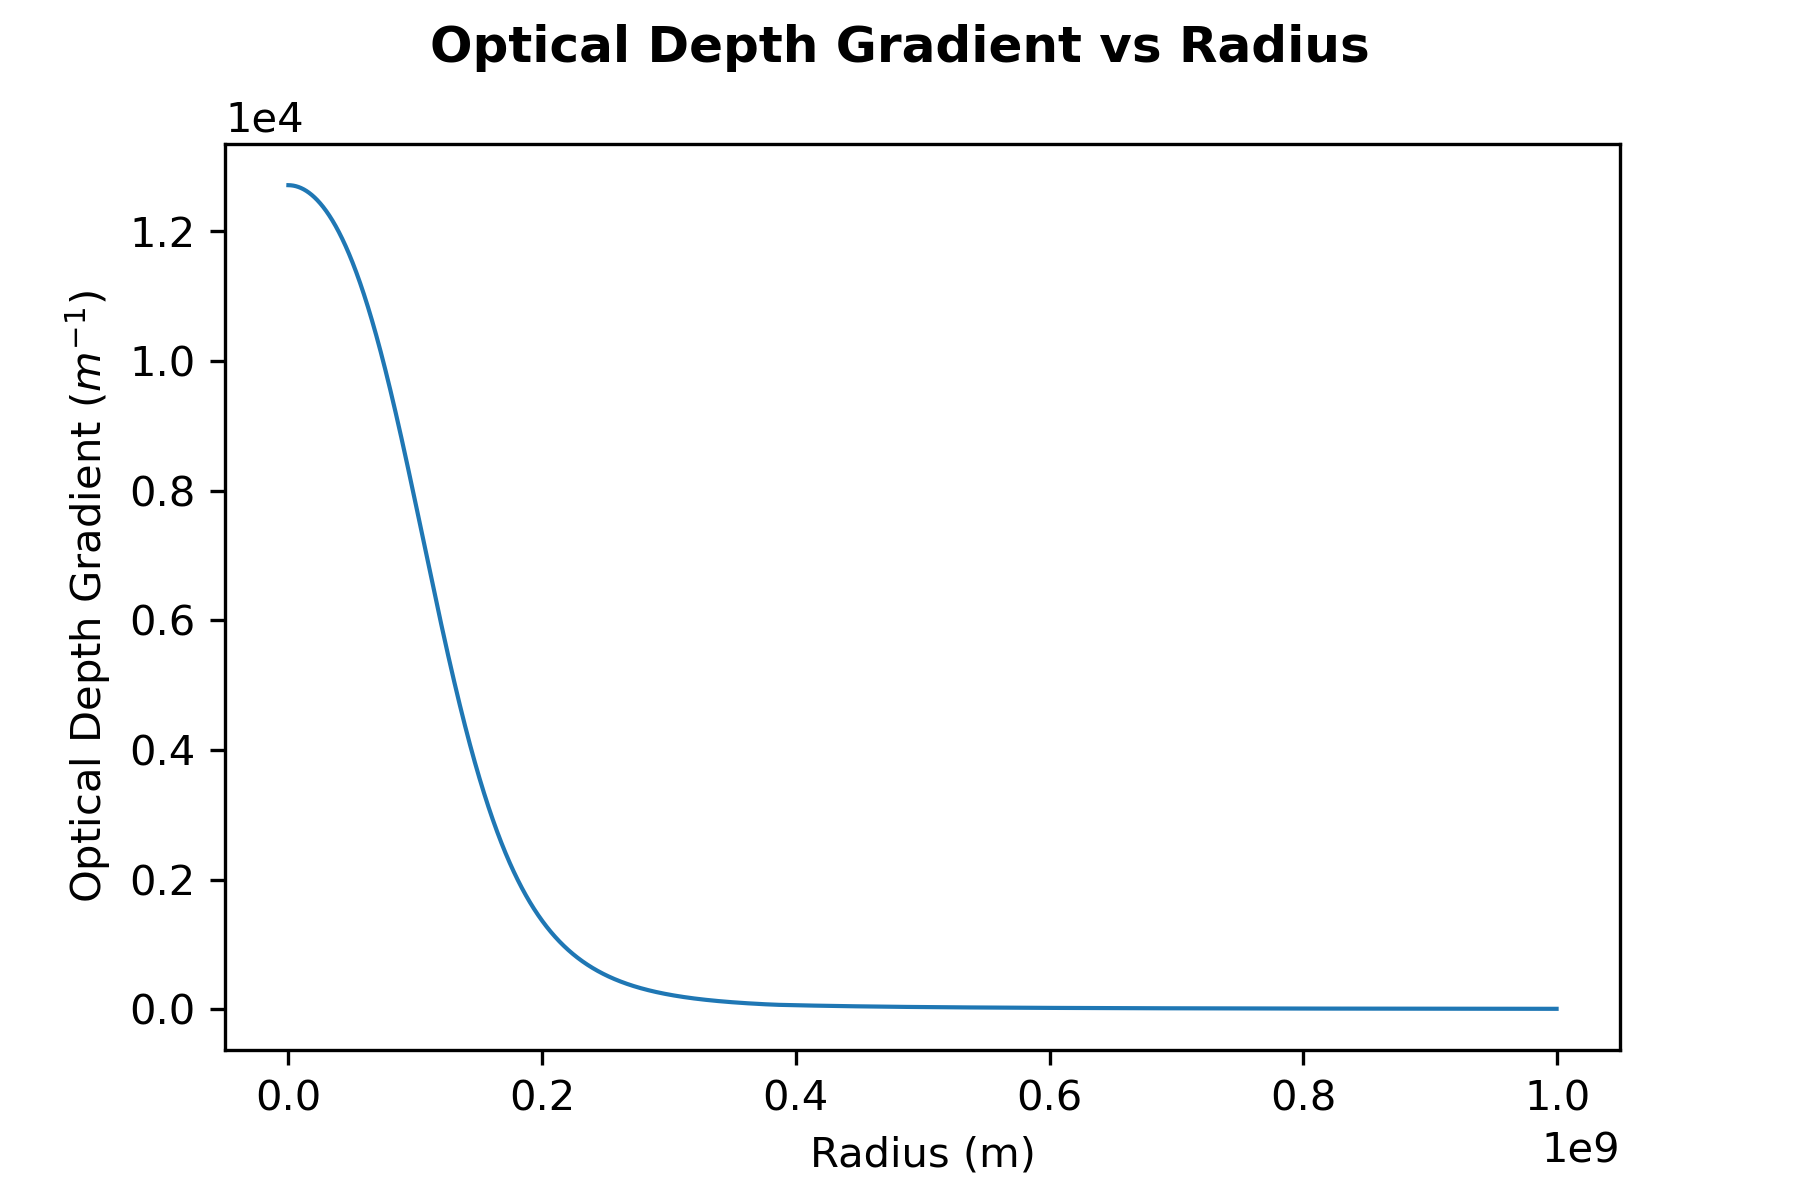 Optical Depth Gradient vs Radius
1e4
1.2
1.0
0.8
0.6
0.4
0.2
0.0
Optical Depth Gradient (m⁻¹)
0.0 0.2 0.4 0.6 0.8 1.0
1e9
Radius (m)